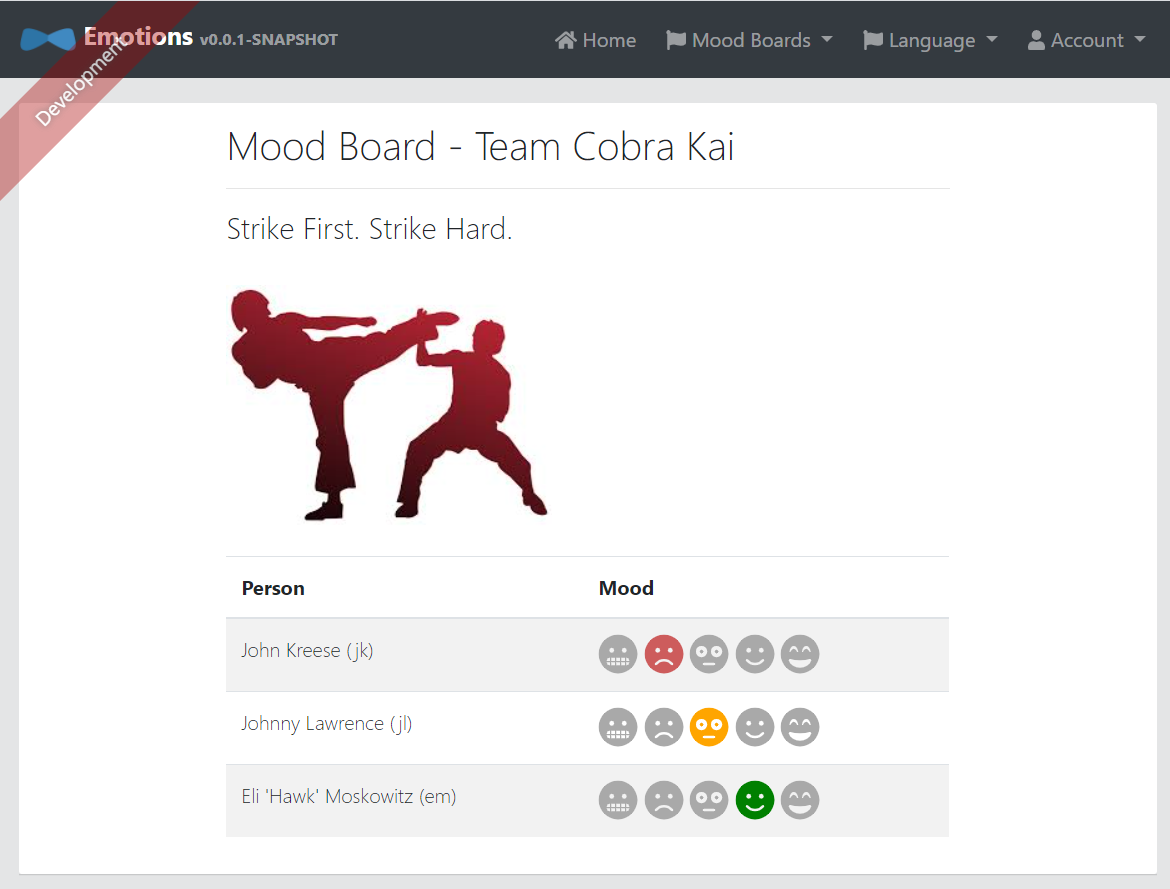 Emotions v0.0.1-SNAPSHOT Home Mood Boards Language Account
Development
Mood Board - Team Cobra Kai
Strike First. Strike Hard.
Person Mood
John Kreese (jk)
Johnny Lawrence (jl)
Eli 'Hawk' Moskowitz (em)